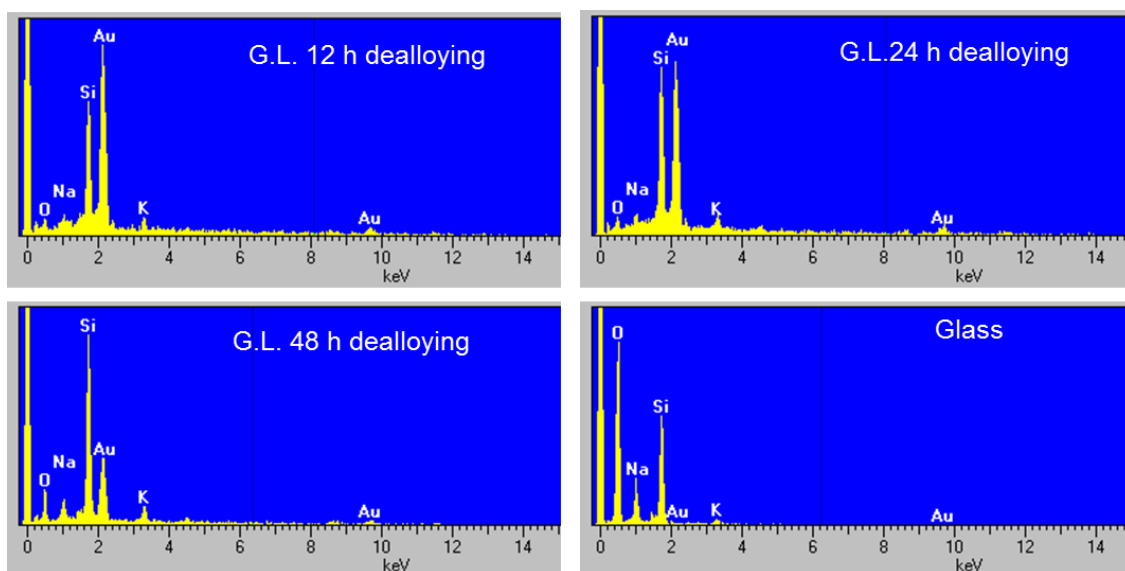 G.L. 12 h dealloying
Au
Si
Na
O
K
Au
0 2 4 6 8 10 12 14
keV
G.L.24 h dealloying
Au
Si
Na
O
K
Au
0 2 4 6 8 10 12 14
keV
G.L. 48 h dealloying
Si
Au
Na
O
K
Au
0 2 4 6 8 10 12 14
keV
Glass
O
Si
Na
Au
K
Au
0 2 4 6 8 10 12 14
keV